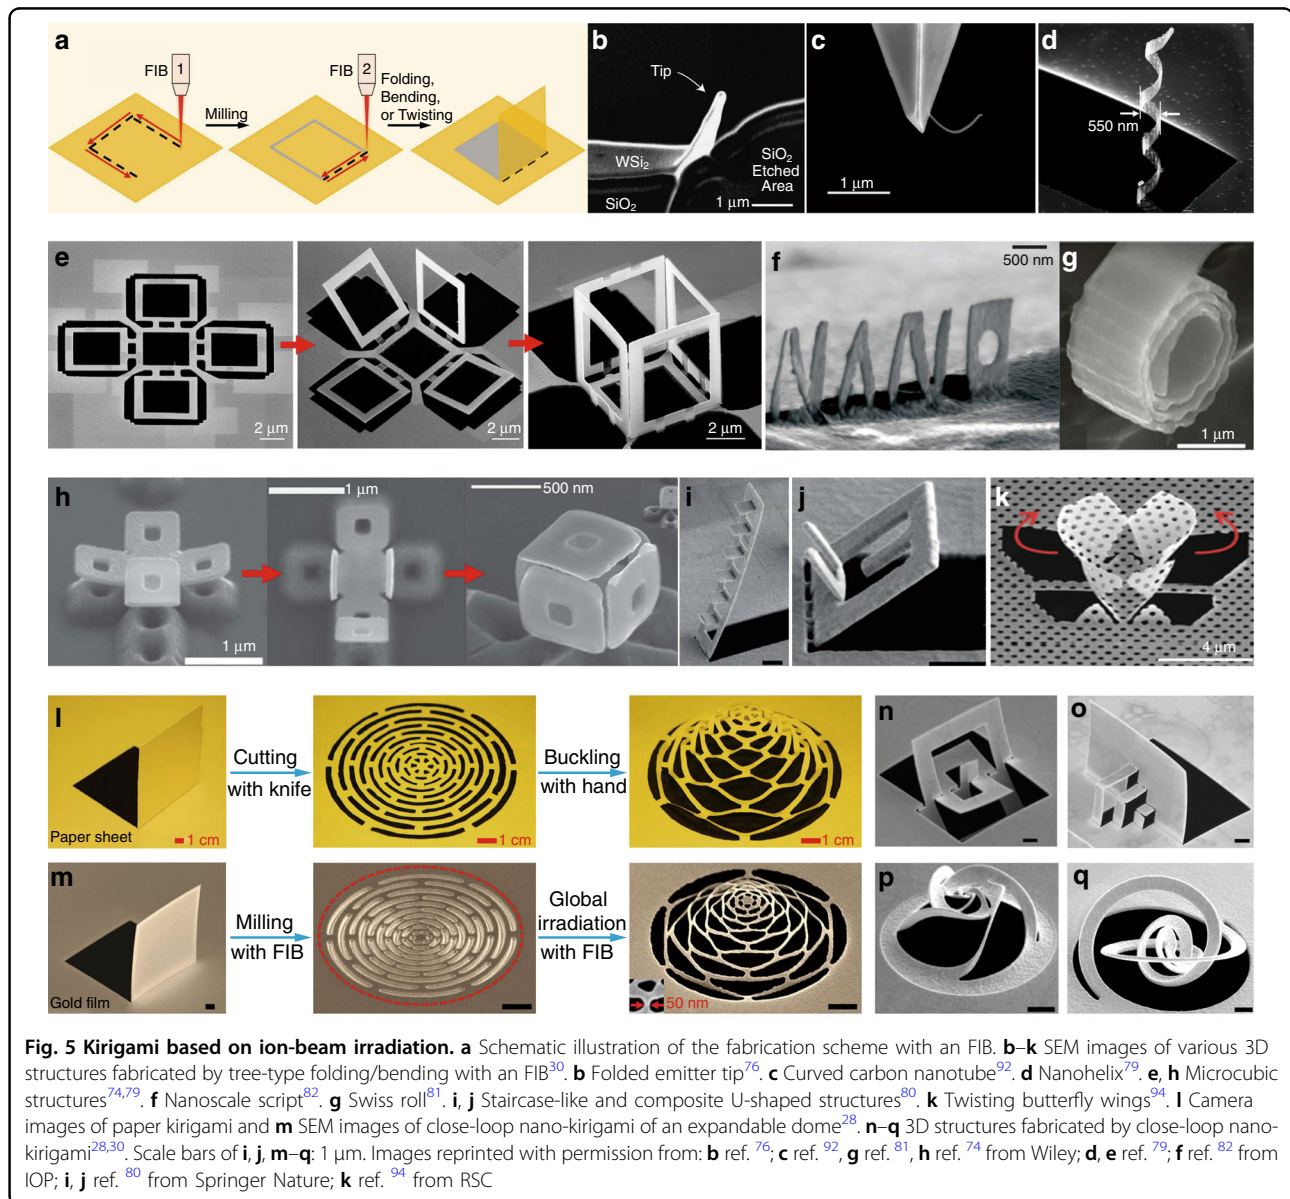 a
FIB 1
FIB 2
Milling
Folding,
Bending,
or Twisting
b
Tip
WSi2
SiO2
SiO2
Etched
Area
1 μm
c
1 μm
d
550 nm
e
2 μm
2 μm
2 μm
f
500 nm
g
1 μm
h
1 μm
1 μm
500 nm
i
j
k
4 μm
l
Paper sheet
1 cm
Cutting
with knife
1 cm
Buckling
with hand
1 cm
n
o
m
Gold film
Milling
with FIB
Global
irradiation
with FIB
50 nm
p
q
Fig. 5 Kirigami based on ion-beam irradiation. a Schematic illustration of the fabrication scheme with an FIB. b–k SEM images of various 3D
structures fabricated by tree-type folding/bending with an FIB30. b Folded emitter tip76. c Curved carbon nanotube92. d Nanohelix79. e, h Microcubic
structures74,79. f Nanoscale script82. g Swiss roll81. i, j Staircase-like and composite U-shaped structures80. k Twisting butterfly wings94. l Camera
images of paper kirigami and m SEM images of close-loop nano-kirigami of an expandable dome28. n–q 3D structures fabricated by close-loop nano-
kirigami28,30. Scale bars of i, j, m–q: 1 μm. Images reprinted with permission from: b ref. 76; c ref. 92, g ref. 81, h ref. 74 from Wiley; d, e ref. 79; f ref. 82 from
IOP; i, j ref. 80 from Springer Nature; k ref. 94 from RSC